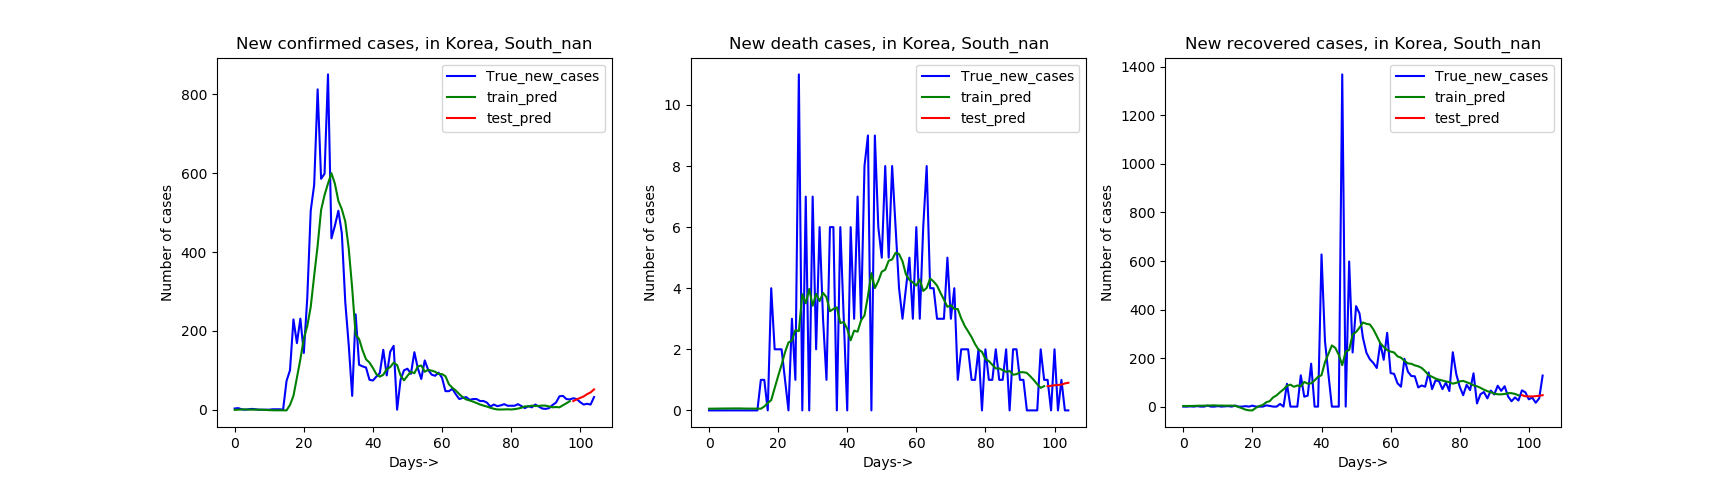 New confirmed cases, in Korea, South_nan
True_new_cases
train_pred
test_pred
Number of cases
800
600
400
200
0
0 20 40 60 80 100
Days->
New death cases, in Korea, South_nan
True_new_cases
train_pred
test_pred
Number of cases
10
8
6
4
2
0
0 20 40 60 80 100
Days->
New recovered cases, in Korea, South_nan
True_new_cases
train_pred
test_pred
Number of cases
1400
1200
1000
800
600
400
200
0
0 20 40 60 80 100
Days->